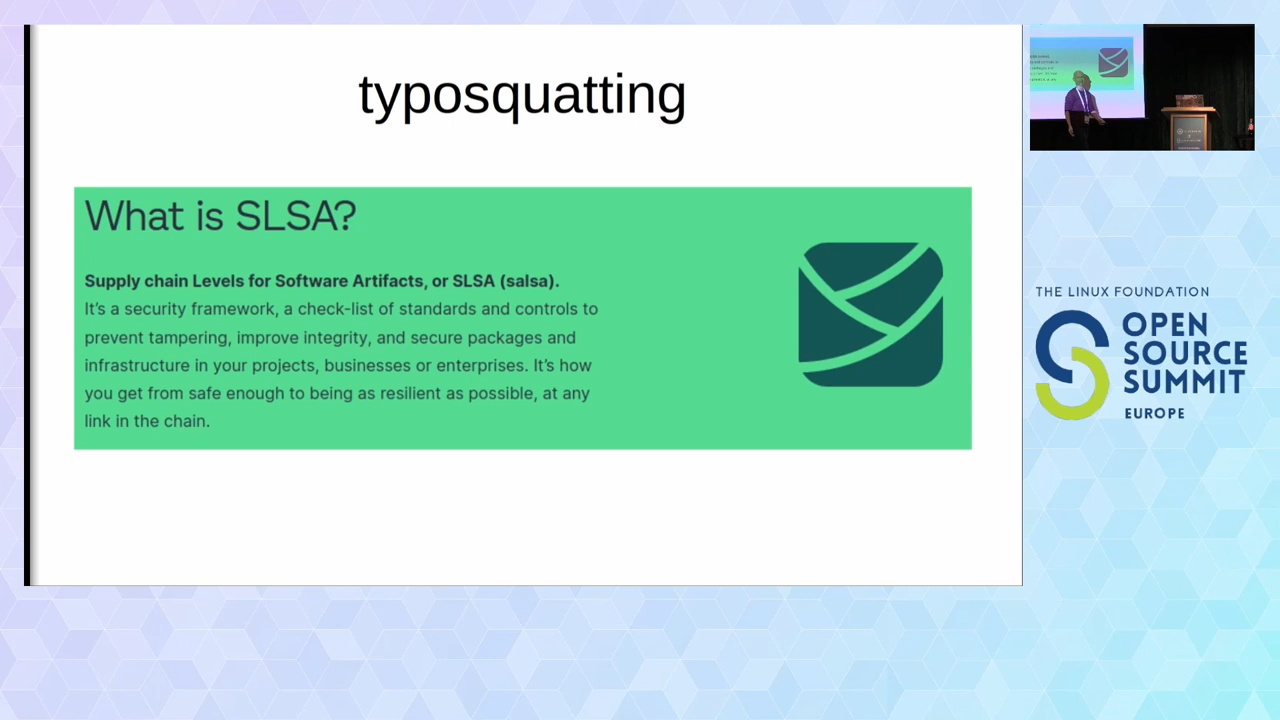 typosquatting
What is SLSA?
Supply chain Levels for Software Artifacts, or SLSA (salsa).
It's a security framework, a check-list of standards and controls to
prevent tampering, improve integrity, and secure packages and
infrastructure in your projects, businesses or enterprises. It's how
you get from safe enough to being as resilient as possible, at any
link in the chain.
THE LINUX FOUNDATION
OPEN
SOURCE
SUMMIT
EUROPE